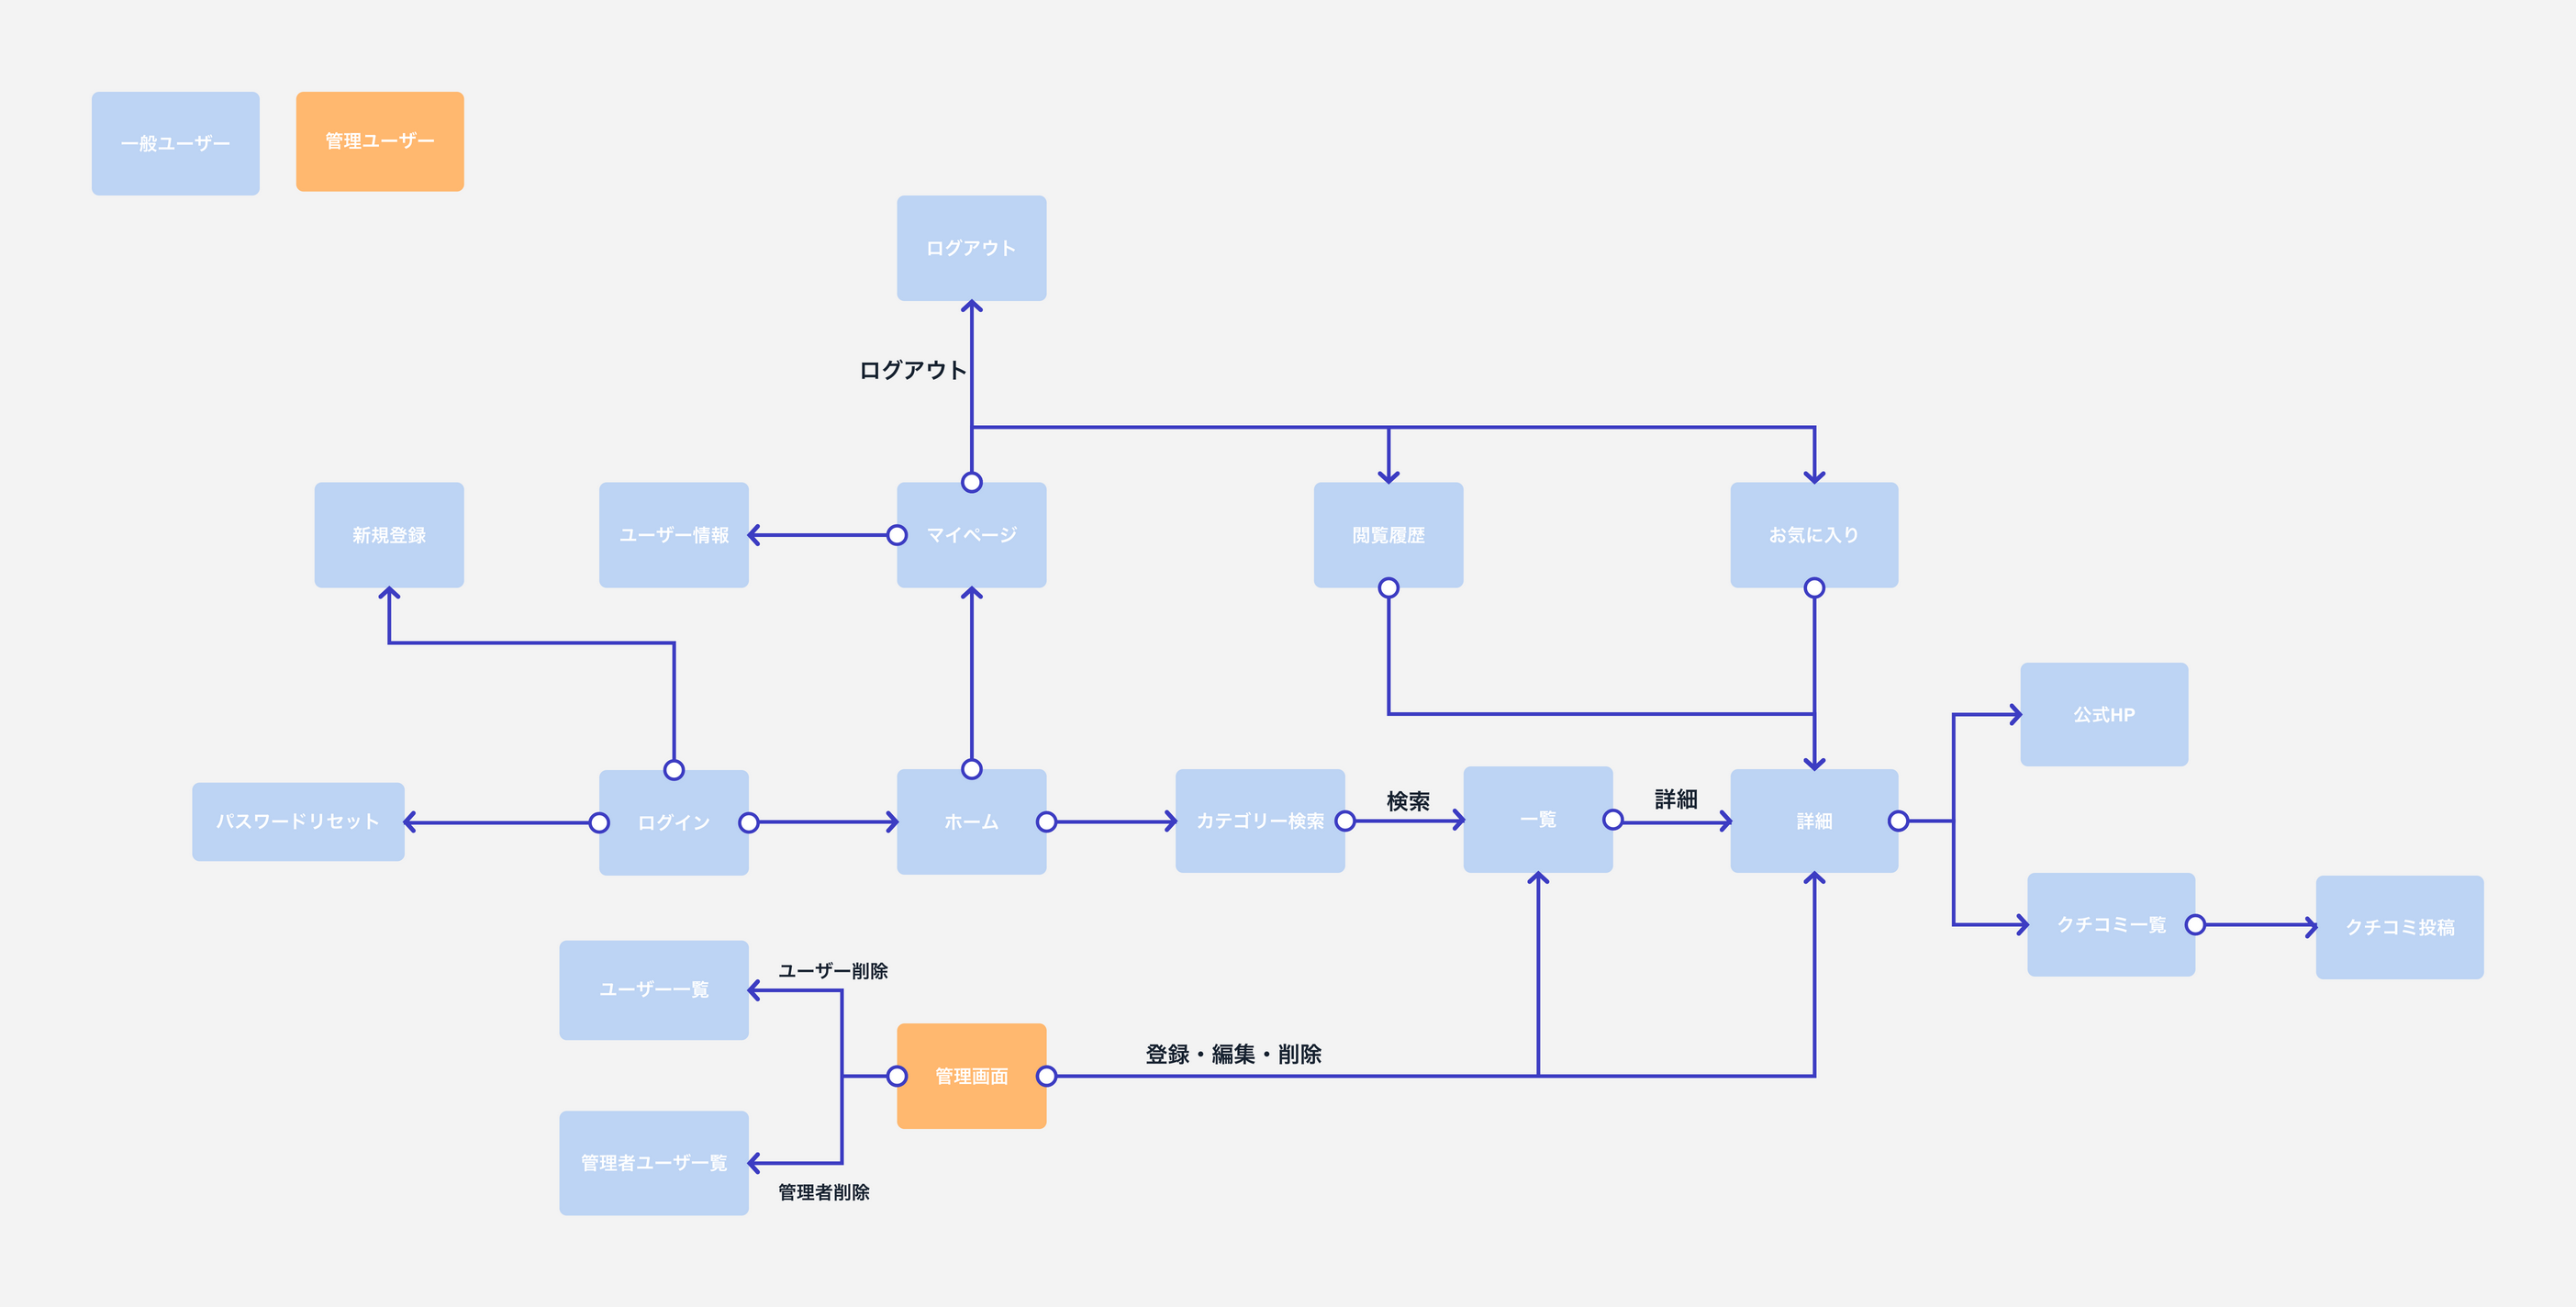 一般ユーザー
管理ユーザー
ログアウト
ログアウト
新規登録
ユーザー情報
マイページ
閲覧履歴
お気に入り
公式HP
パスワードリセット
ログイン
ホーム
カテゴリー検索
検索
一覧
詳細
詳細
クチコミ一覧
クチコミ投稿
ユーザー一覧
ユーザー削除
管理画面
登録・編集・削除
管理者ユーザ一覧
管理者削除